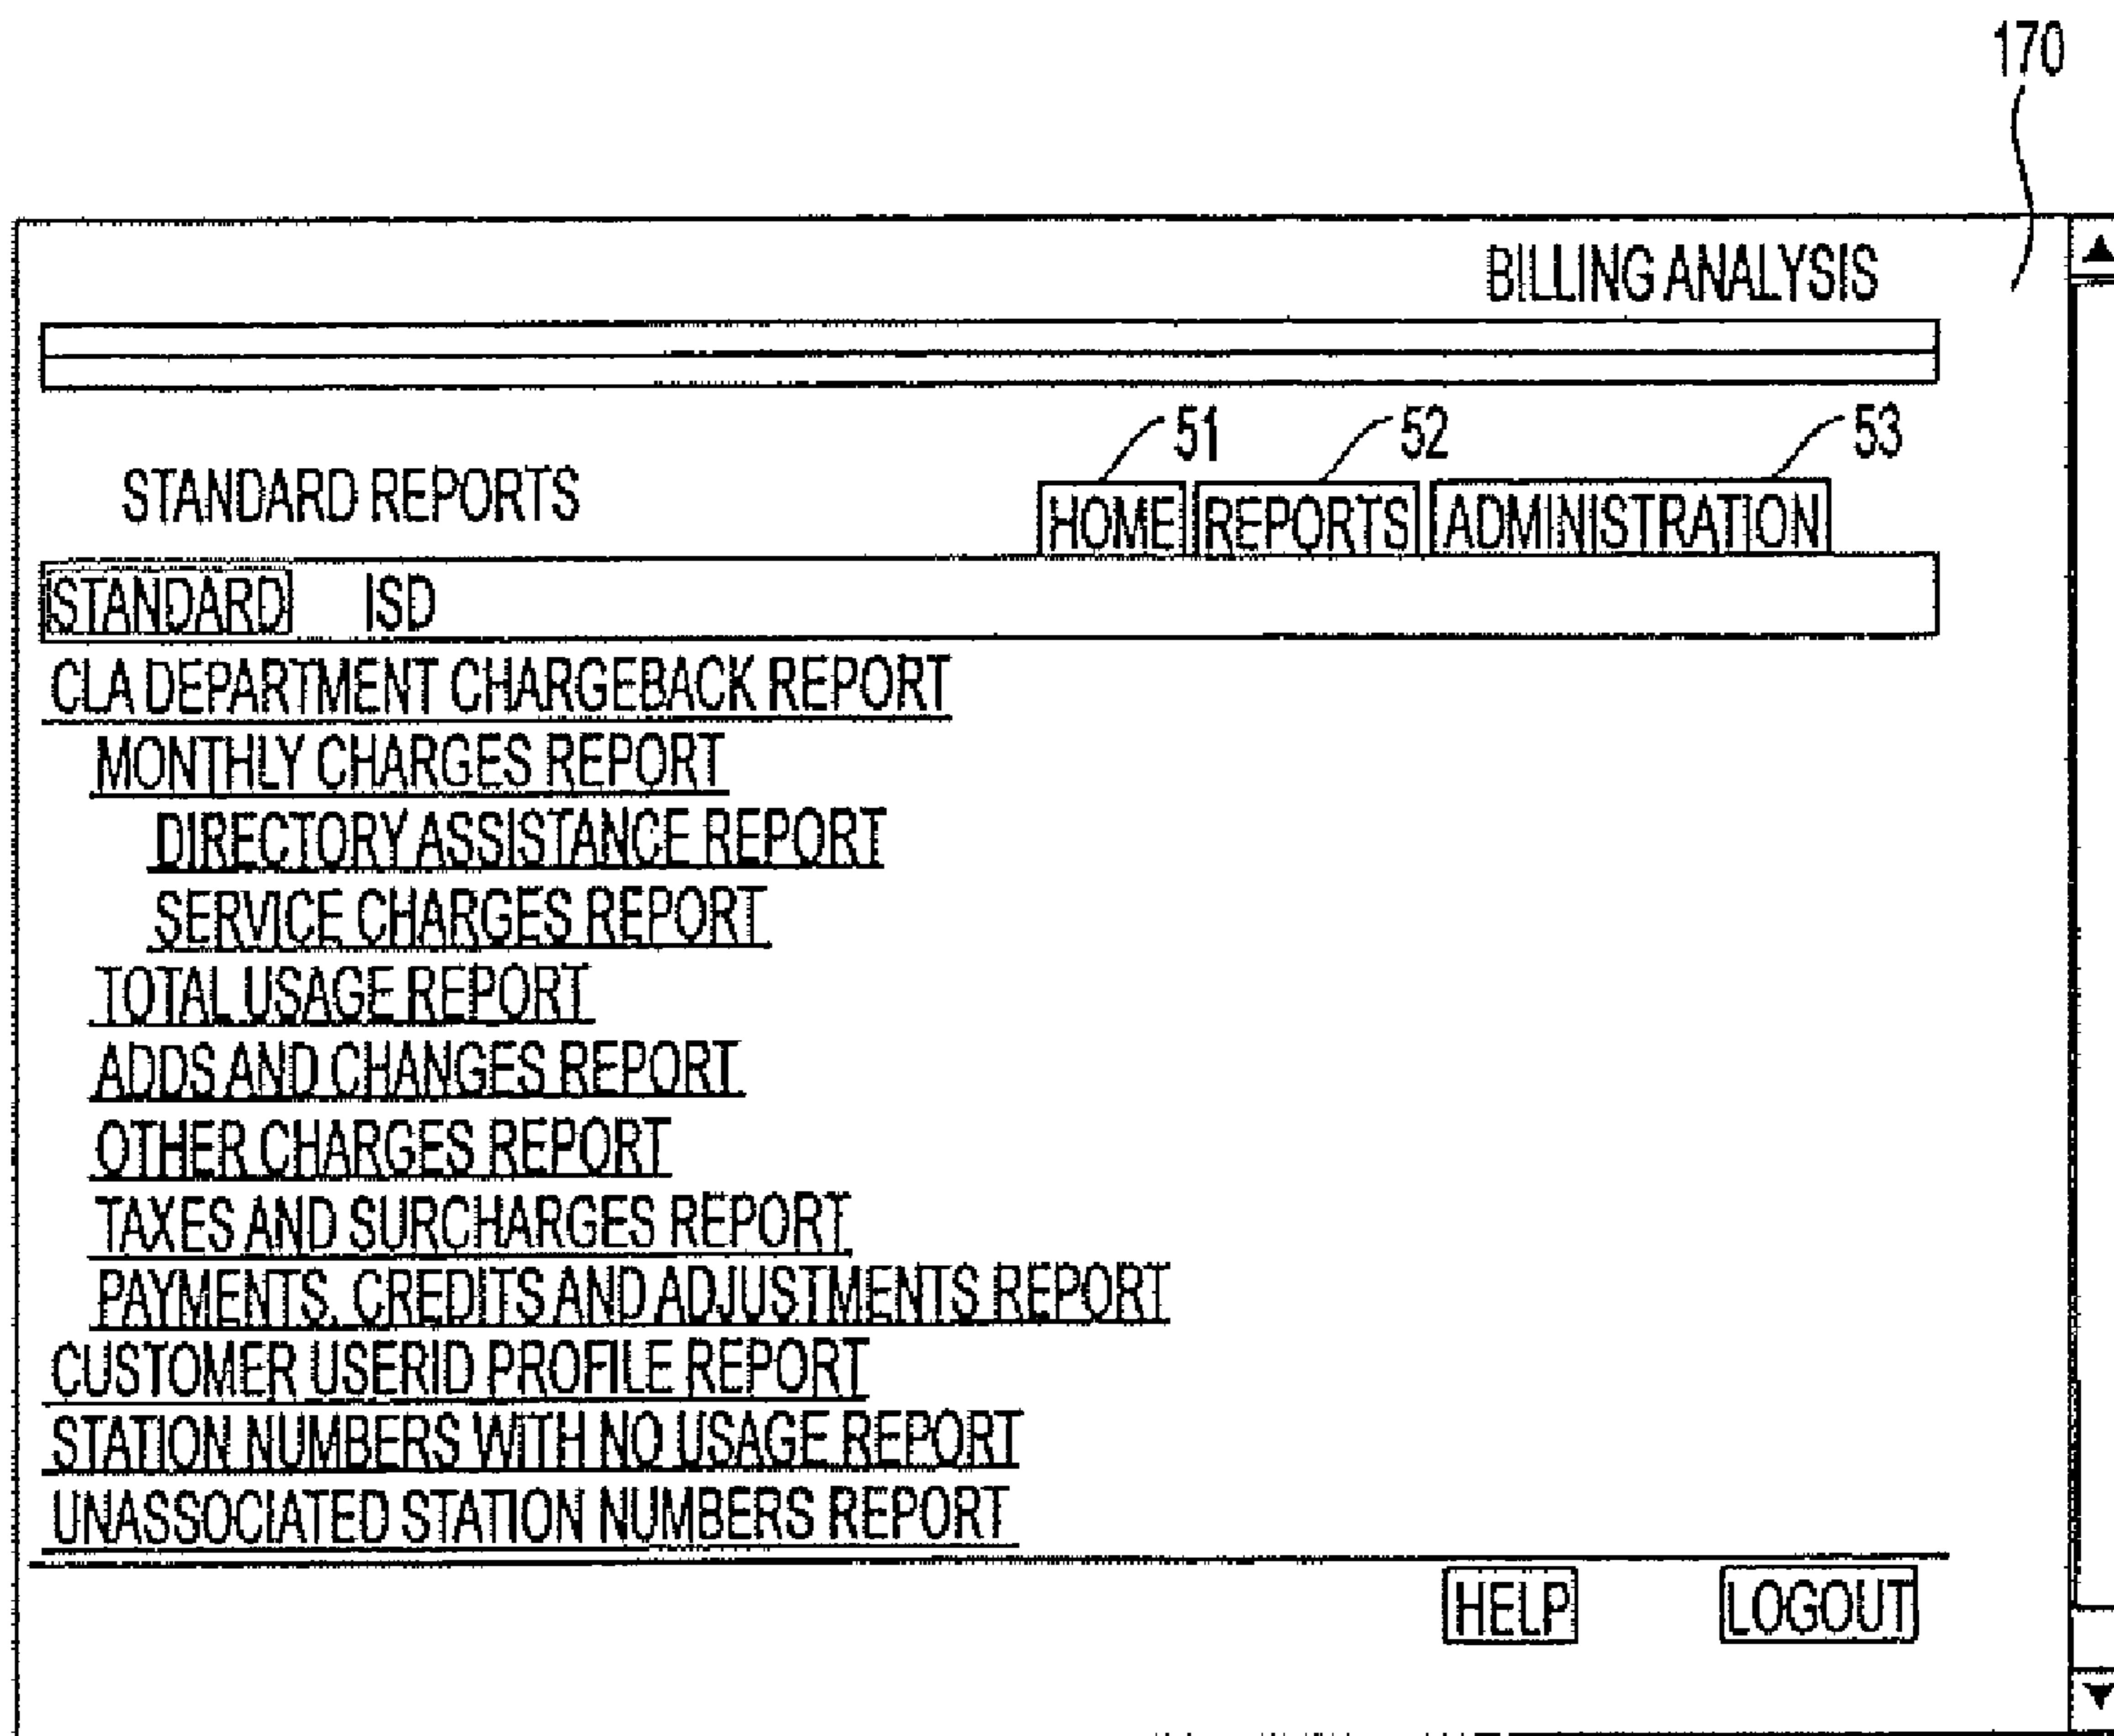 170
BILLING ANALYSIS
51 52 53
STANDARD REPORTS HOME REPORTS ADMINISTRATION
STANDARD ISD
CLA DEPARTMENT CHARGEBACK REPORT
MONTHLY CHARGES REPORT
DIRECTORY ASSISTANCE REPORT
SERVICE CHARGES REPORT
TOTAL USAGE REPORT
ADDS AND CHANGES REPORT
OTHER CHARGES REPORT
TAXES AND SURCHARGES REPORT
PAYMENTS, CREDITS AND ADJUSTMENTS REPORT
CUSTOMER USERID PROFILE REPORT
STATION NUMBERS WITH NO USAGE REPORT
UNASSOCIATED STATION NUMBERS REPORT
HELP LOGOUT